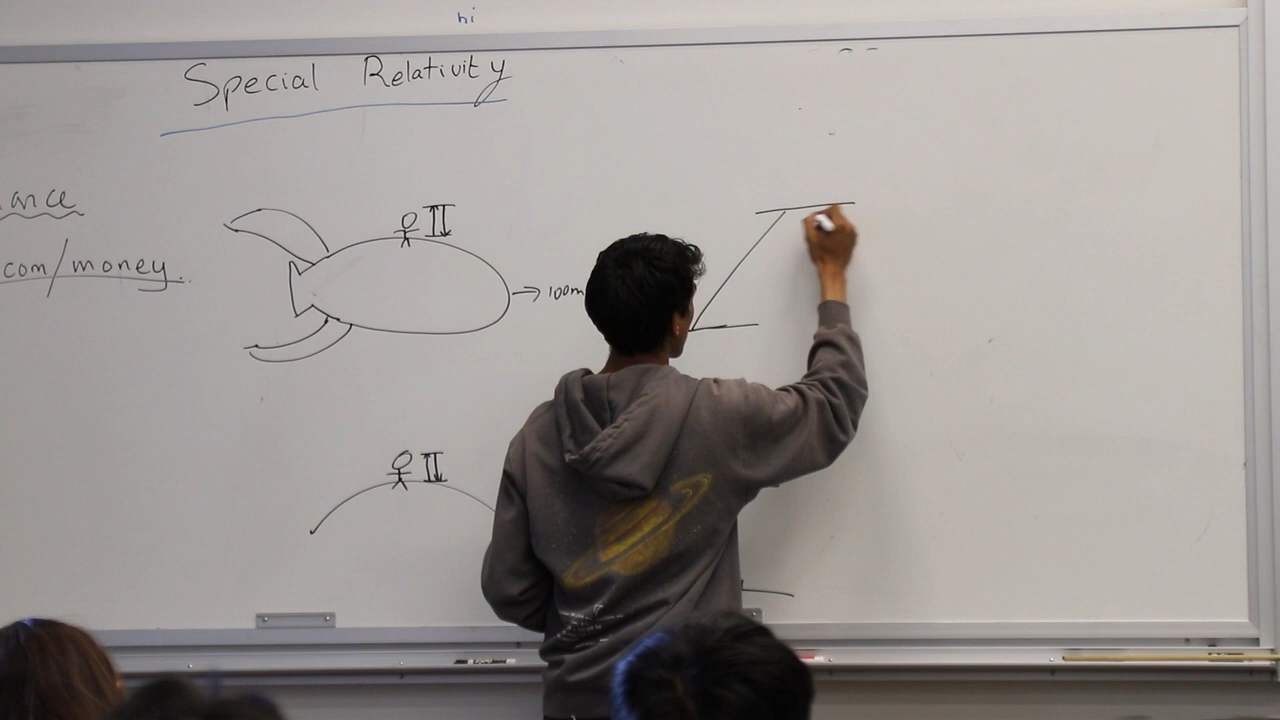 hi
Special Relativity
ance
com/money.
→ 100m